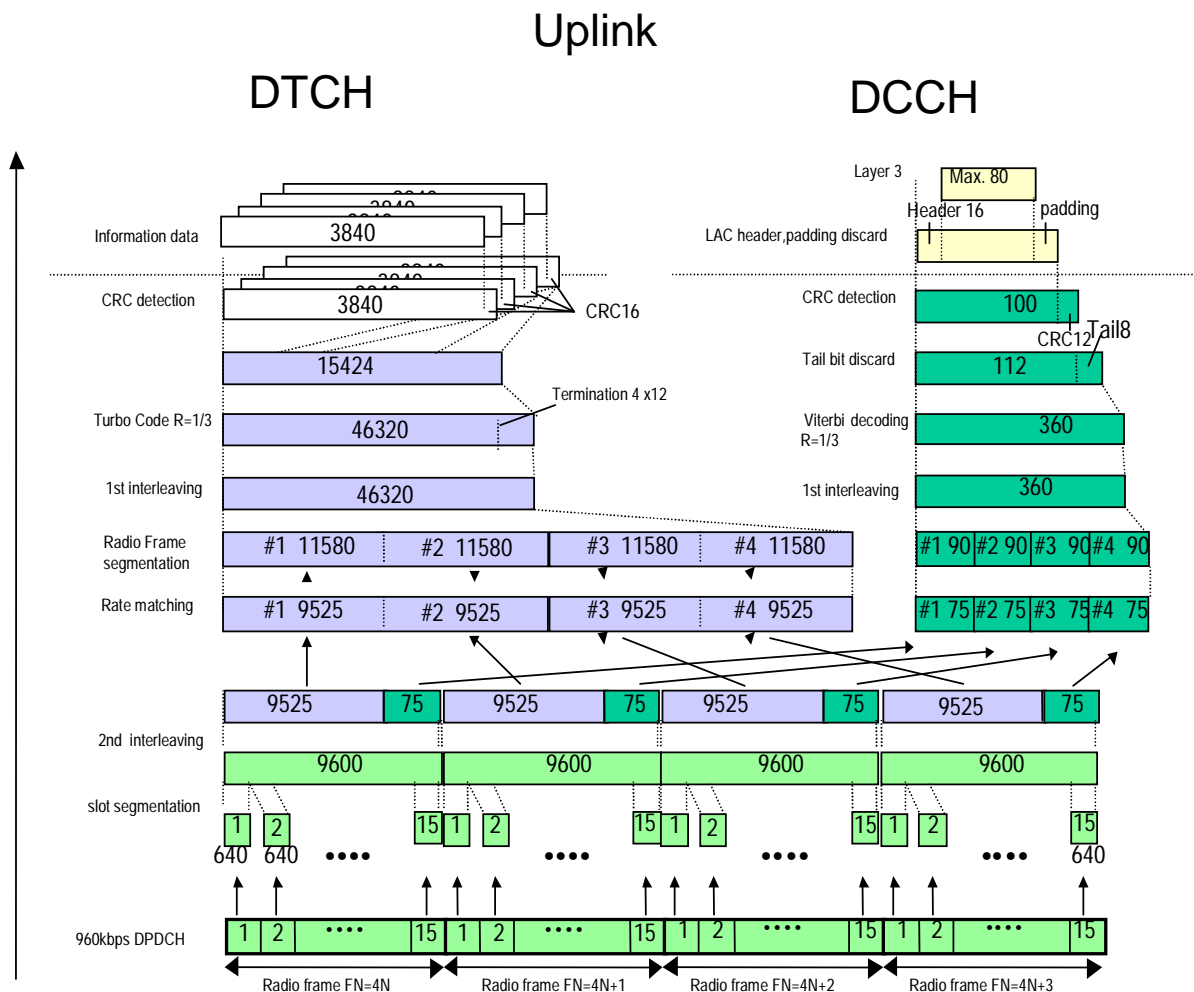 Uplink
DTCH
DCCH
Layer 3
Max. 80
Header 16
padding
Information data
3840
3840
LAC header,padding discard
CRC detection
3840
3840
CRC16
CRC detection
100
CRC12
Tail8
15424
Tail bit discard
112
Termination 4 x12
Turbo Code R=1/3
46320
Viterbi decoding
R=1/3
360
1st interleaving
46320
1st interleaving
360
Radio Frame
segmentation
#1 11580 #2 11580 #3 11580 #4 11580
#1 90 #2 90 #3 90 #4 90
Rate matching
#1 9525 #2 9525 #3 9525 #4 9525
#1 75 #2 75 #3 75 #4 75
9525 75 9525 75 9525 75 9525 75
2nd interleaving
9600 9600 9600 9600
slot segmentation
1 2 15 1 2 15 1 2 15 1 2 15
640 640 •••• •••• •••• •••• 640
960kbps DPDCH
1 2 •••• 15 1 2 •••• 15 1 2 •••• 15 1 2 •••• 15
Radio frame FN=4N Radio frame FN=4N+1 Radio frame FN=4N+2 Radio frame FN=4N+3